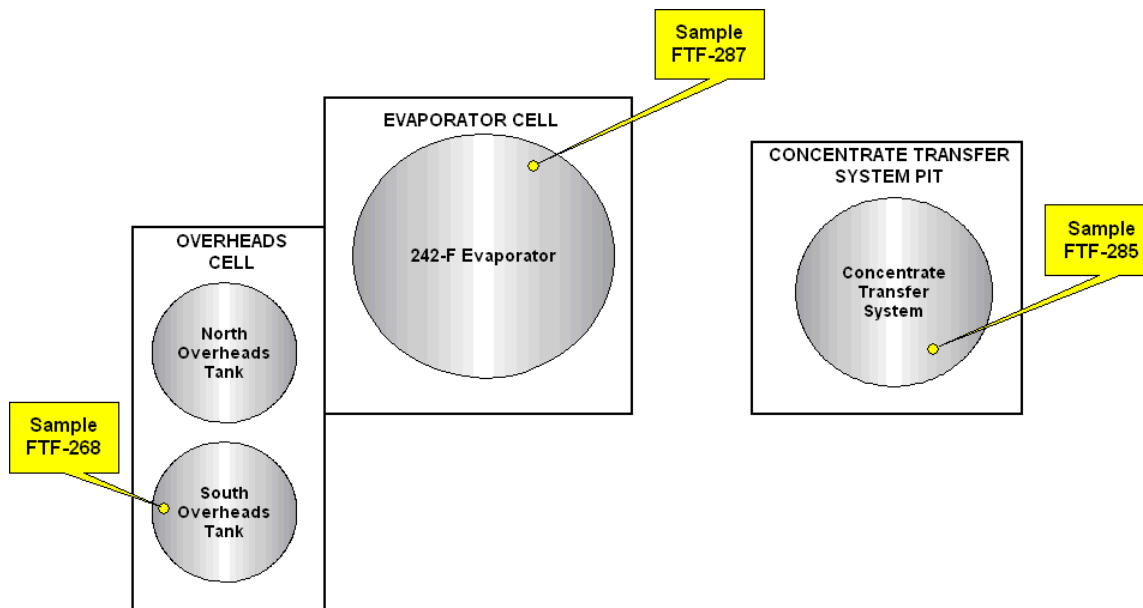 Sample
FTF-287
EVAPORATOR CELL
242-F Evaporator
CONCENTRATE TRANSFER
SYSTEM PIT
Concentrate
Transfer
System
Sample
FTF-285
OVERHEADS
CELL
North
Overheads
Tank
Sample
FTF-268
South
Overheads
Tank